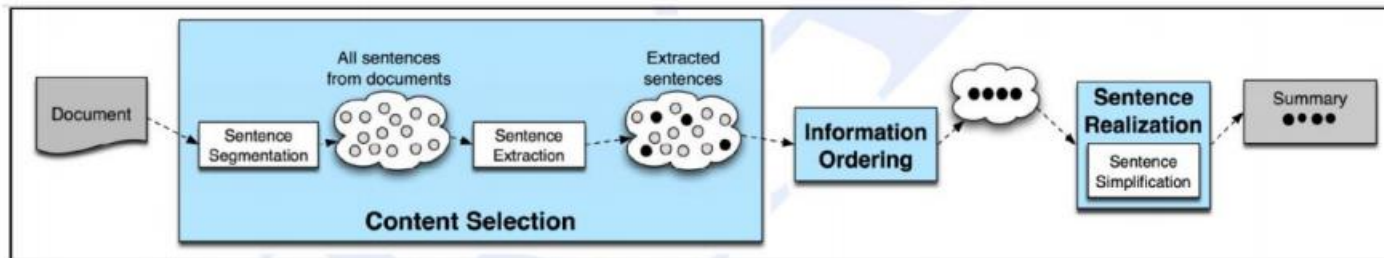 Document
Sentence
Segmentation
All sentences
from documents
Sentence
Extraction
Extracted
sentences
Content Selection
Information
Ordering
Sentence
Realization
Sentence
Simplification
Summary